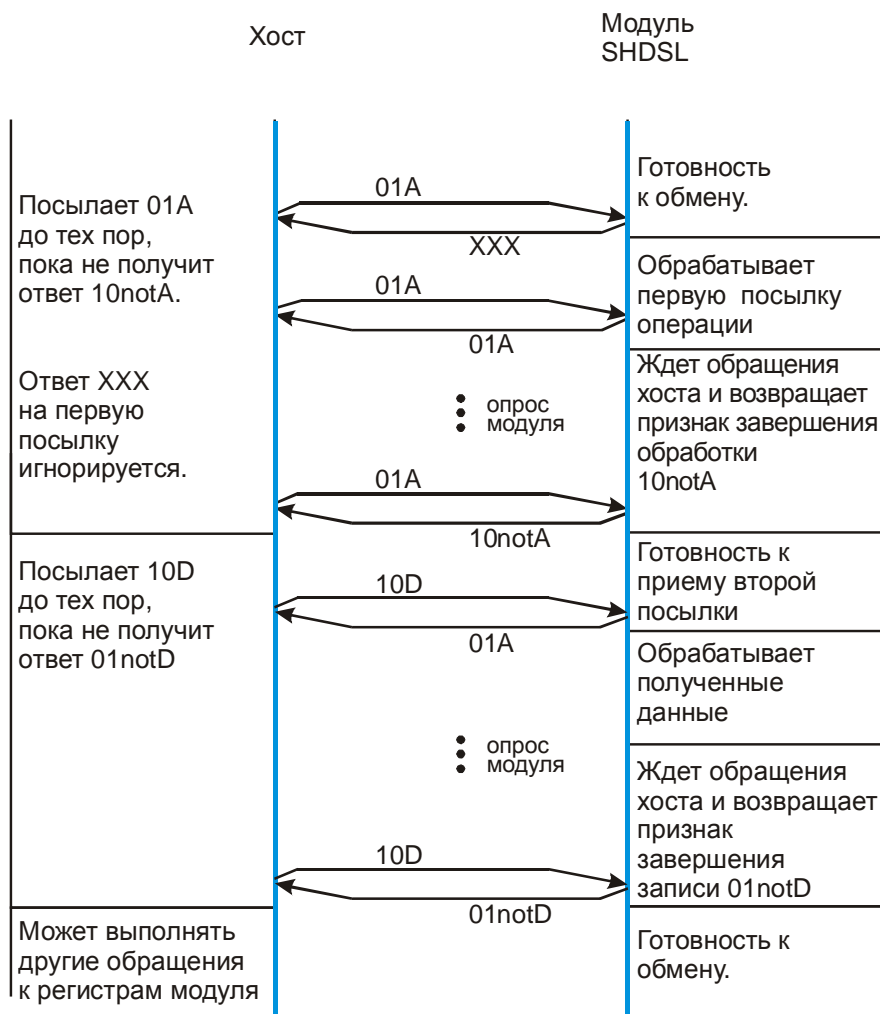 Хост
Модуль
SHDSL
Посылает 01А
до тех пор,
пока не получит
ответ 10notA.
Ответ XXX
на первую
посылку
игнорируется.
Посылает 10D
до тех пор,
пока не получит
ответ 01notD
Может выполнять
другие обращения
к регистрам модуля
01A
XXX
01A
01A
опрос
модуля
01A
10notA
10D
01A
опрос
модуля
10D
01notD
Готовность
к обмену.
Обрабатывает
первую посылку
операции
Ждет обращения
хоста и возвращает
признак завершения
обработки
10notA
Готовность к
приему второй
посылки
Обрабатывает
полученные
данные
Ждет обращения
хоста и возвращает
признак
завершения
записи 01notD
Готовность к
обмену.